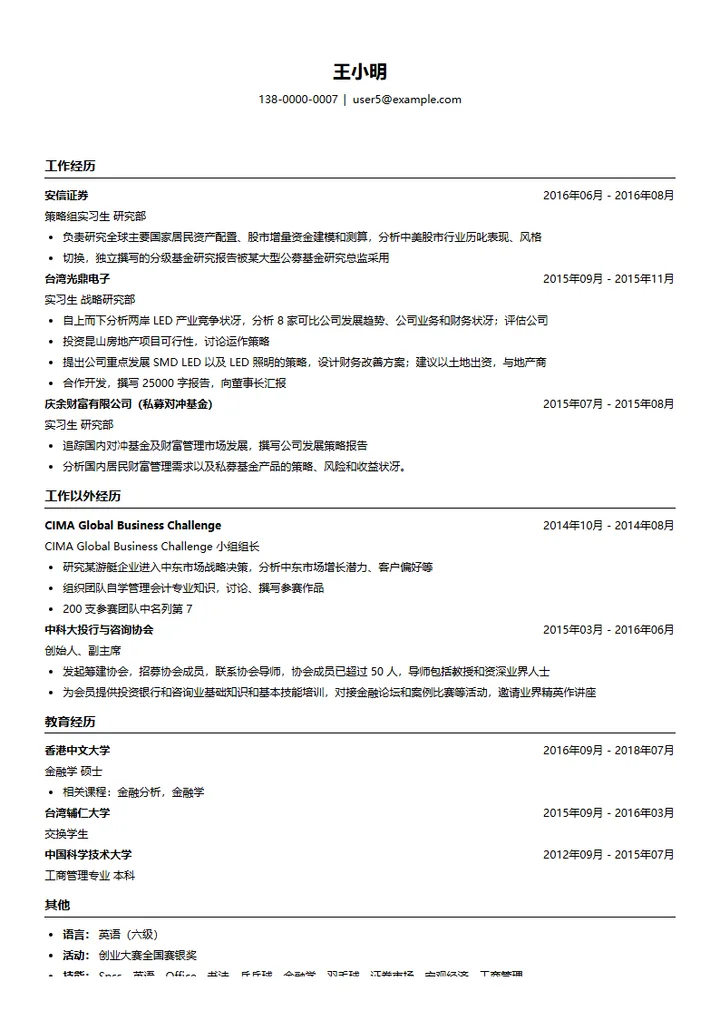 王小明
138-0000-0007 | user5@example.com
工作经历
安信证券 2016年06月 - 2016年08月
策略组实习生 研究部
• 负责研究全球主要国家居民资产配置、股市增量资金建模和测算，分析中美股市行业历叱表现、风格
• 切换，独立撰写的分级基金研究报告被某大型公募基金研究总监采用
台湾光鼎电子 2015年09月 - 2015年11月
实习生 战略研究部
• 自上而下分析两岸 LED 产业竞争状况，分析 8 家可比公司发展趋势、公司业务和财务状况；评估公司
• 投资昆山房地产项目可行性，讨论运作策略
• 提出公司重点发展 SMD LED 以及 LED 照明的策略，设计财务改善方案；建议以土地出资，与地产商
• 合作开发，撰写 25000 字报告，向董事长汇报
庆余财富有限公司（私募对冲基金） 2015年07月 - 2015年08月
实习生 研究部
• 追踪国内对冲基金及财富管理市场发展，撰写公司发展策略报告
• 分析国内居民财富管理需求以及私募基金产品的策略、风险和收益状况。
工作以外经历
CIMA Global Business Challenge 2014年10月 - 2014年08月
CIMA Global Business Challenge 小组组长
• 研究某游艇企业进入中东市场战略决策，分析中东市场增长潜力、客户偏好等
• 组织团队自学管理会计专业知识，讨论、撰写参赛作品
• 200 支参赛团队中名列第 7
中科大投行与咨询协会 2015年03月 - 2016年06月
创始人、副主席
• 发起筹建协会，招募协会成员，联系协会导师，协会成员已超过 50 人，导师包括教授和资深业界人士
• 为会员提供投资银行和咨询业基础知识和基本技能培训，对接金融论坛和案例比赛等活动，邀请业界精英作讲座
教育经历
香港中文大学 2016年09月 - 2018年07月
金融学 硕士
• 相关课程：金融分析，金融学
台湾辅仁大学 2015年09月 - 2016年03月
交换学生
中国科学技术大学 2012年09月 - 2015年07月
工商管理专业 本科
其他
• 语言： 英语（六级）
• 活动： 创业大赛全国赛银奖
• 技能： Spss、英语、Office、书法、乒乓球、金融学、羽毛球、证券市场、宏观经济、工商管理